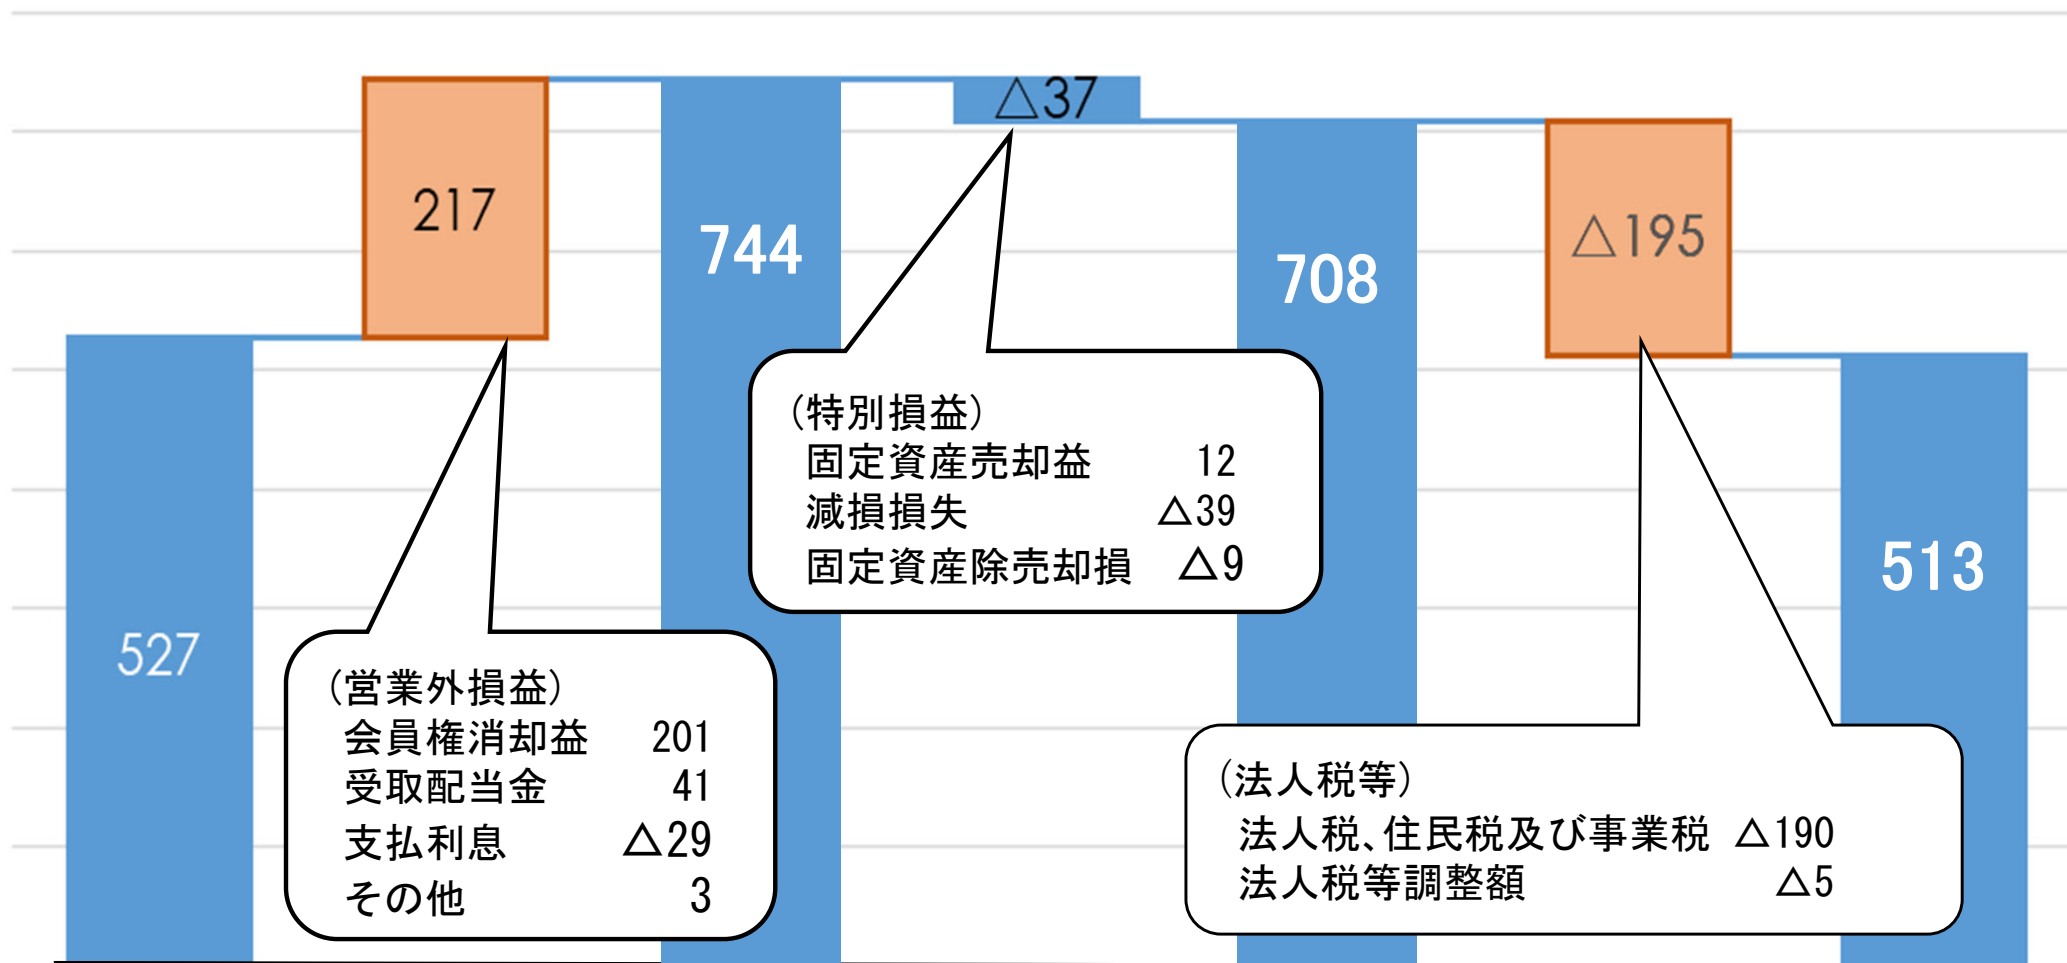 217
△37
744
708
△195
527
513
(特別損益)
固定資産売却益 12
減損損失 △39
固定資産除売却損 △9
(営業外損益)
会員権消却益 201
受取配当金 41
支払利息 △29
その他 3
(法人税等)
法人税、住民税及び事業税 △190
法人税等調整額 △5